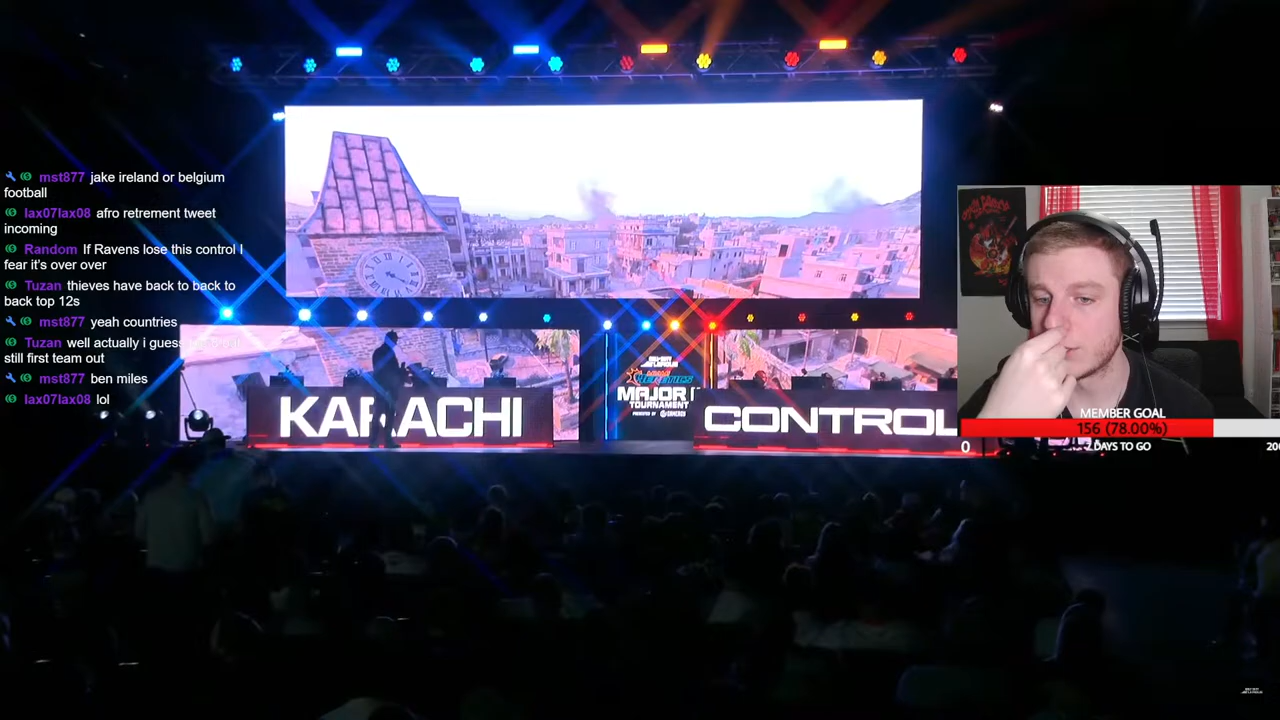 mst877 jake ireland or belgium
football
lax07lax08 afro retrement tweet
incoming
Random If Ravens lose this control I
fear it's over over
Tuzan thieves have back to back to
back top 12s
mst877 yeah countries
Tuzan well actually i guess
still first team out
mst877 ben miles
lax07lax08 lol
KARACHI
MAJOR I
TOURNAMENT
CONTROL
MEMBER GOAL
156 (78.00%)
0
DAYS TO GO